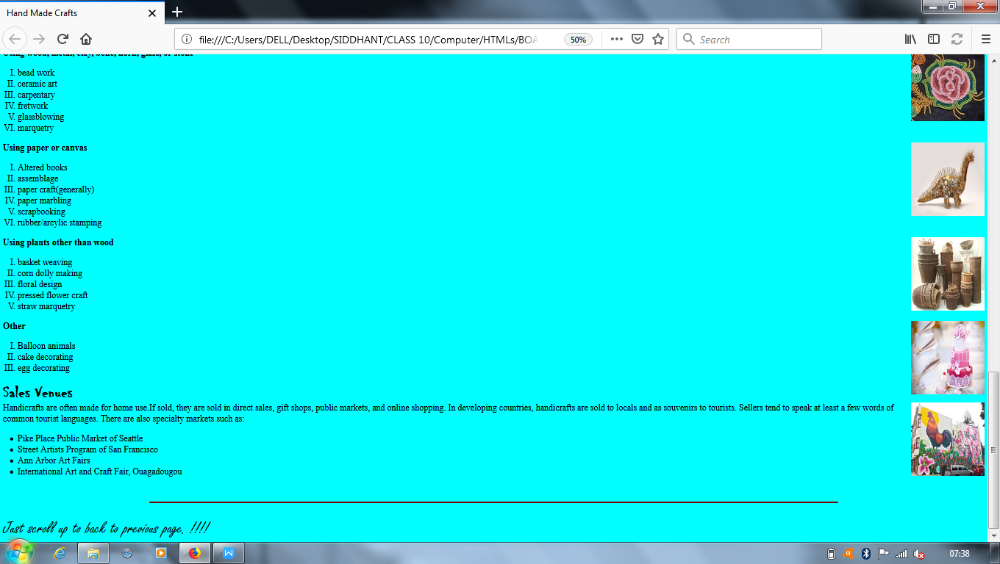 Hand Made Crafts
file:///C:/Users/DELL/Desktop/SIDDHANT/CLASS 10/Computer/HTMLs/BOA
50%
Search
Using wood, metal, clay, bone, horn, glass, or stone
I. bead work
II. ceramic art
III. carpentary
IV. fretwork
V. glassblowing
VI. marquetry
Using paper or canvas
I. Altered books
II. assemblage
III. paper craft(generally)
IV. paper marbling
V. scrapbooking
VI. rubber/arcylic stamping
Using plants other than wood
I. basket weaving
II. corn dolly making
III. floral design
IV. pressed flower craft
V. straw marquetry
Other
I. Balloon animals
II. cake decorating
III. egg decorating
Sales Venues
Handicrafts are often made for home use.If sold, they are sold in direct sales, gift shops, public markets, and online shopping. In developing countries, handicrafts are sold to locals and as souvenirs to tourists. Sellers tend to speak at least a few words of
common tourist languages. There are also specialty markets such as:
• Pike Place Public Market of Seattle
• Street Artists Program of San Francisco
• Ann Arbor Art Fairs
• International Art and Craft Fair, Ouagadougou
Just scroll up to back to previous page. !!!!
07:38